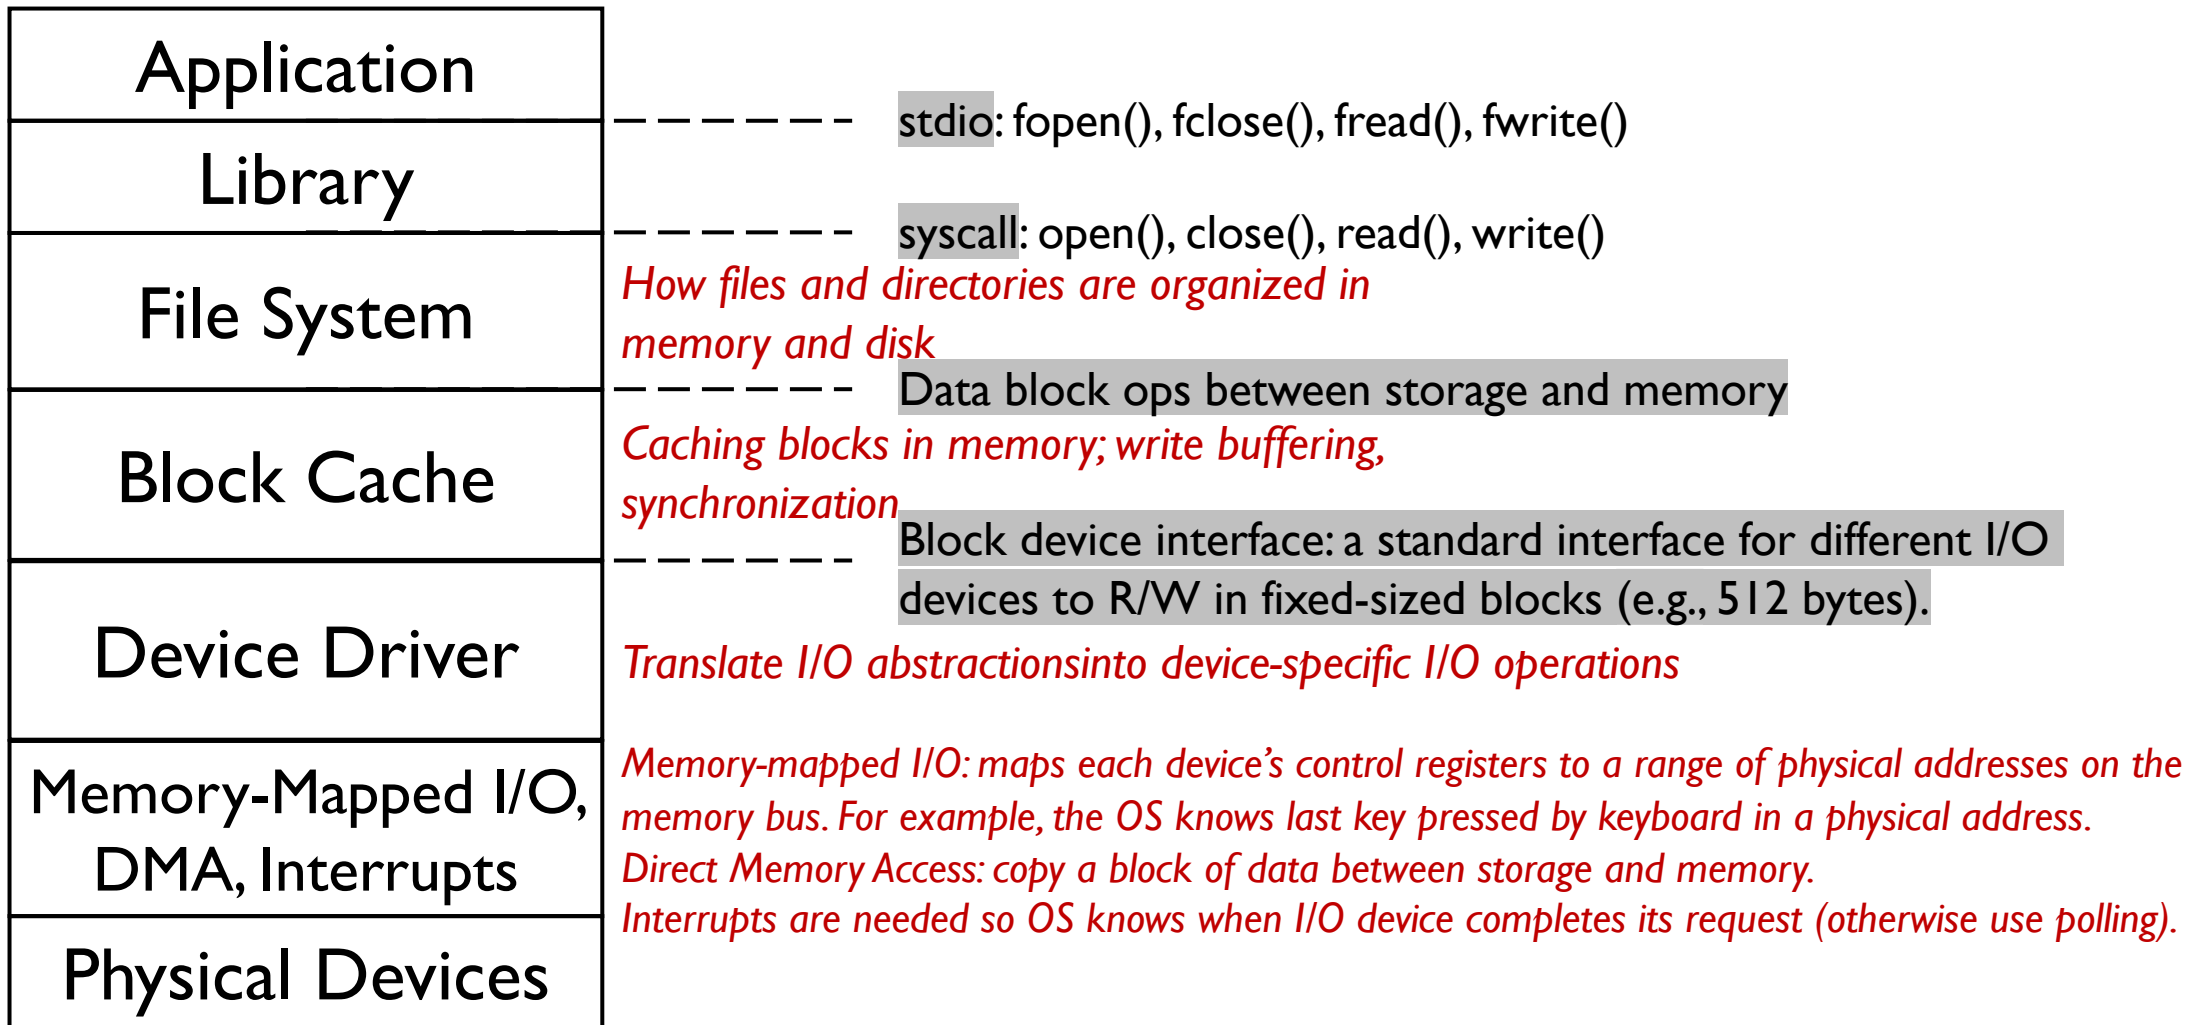 Application
stdio: fopen(), fclose(), fread(), fwrite()
Library
syscall: open(), close(), read(), write()
File System
How files and directories are organized in
memory and disk
Data block ops between storage and memory
Block Cache
Caching blocks in memory; write buffering,
synchronization
Block device interface: a standard interface for different I/O
devices to R/W in fixed-sized blocks (e.g., 512 bytes).
Device Driver
Translate I/O abstractionsinto device-specific I/O operations
Memory-Mapped I/O,
DMA, Interrupts
Memory-mapped I/O: maps each device’s control registers to a range of physical addresses on the
memory bus. For example, the OS knows last key pressed by keyboard in a physical address.
Direct Memory Access: copy a block of data between storage and memory.
Interrupts are needed so OS knows when I/O device completes its request (otherwise use polling).
Physical Devices